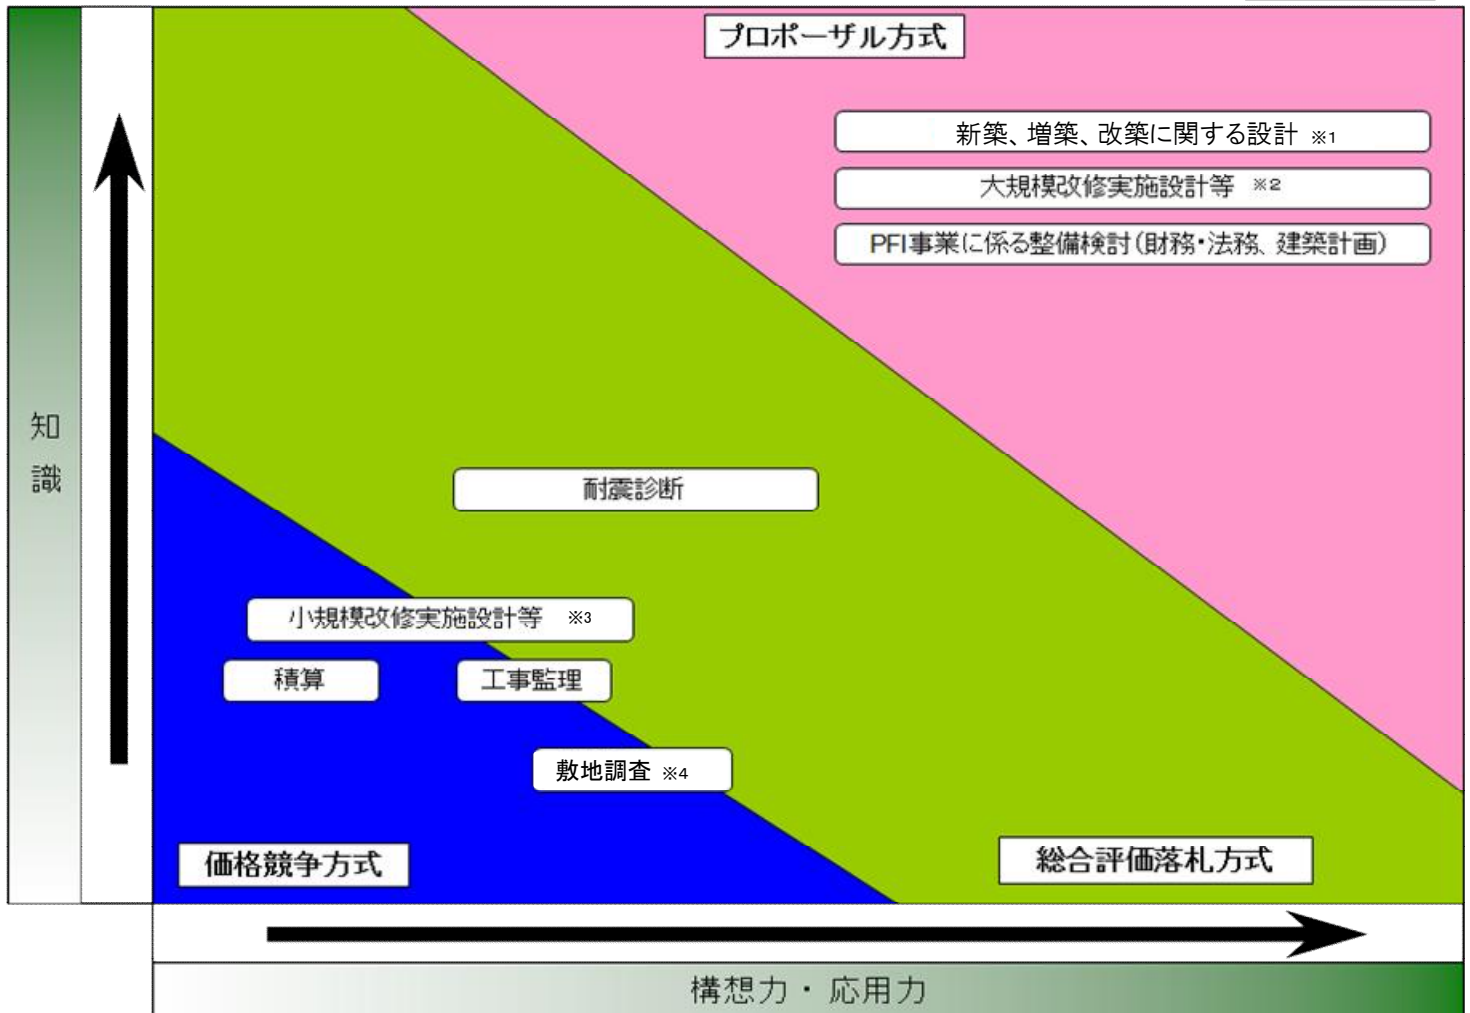 プロポーザル方式
新築、増築、改築に関する設計 ※1
大規模改修実施設計等 ※2
PFI事業に係る整備検討(財務・法務、建築計画)
知
識
耐震診断
小規模改修実施設計等 ※3
積算
工事監理
敷地調査 ※4
価格競争方式
総合評価落札方式
構想力・応用力